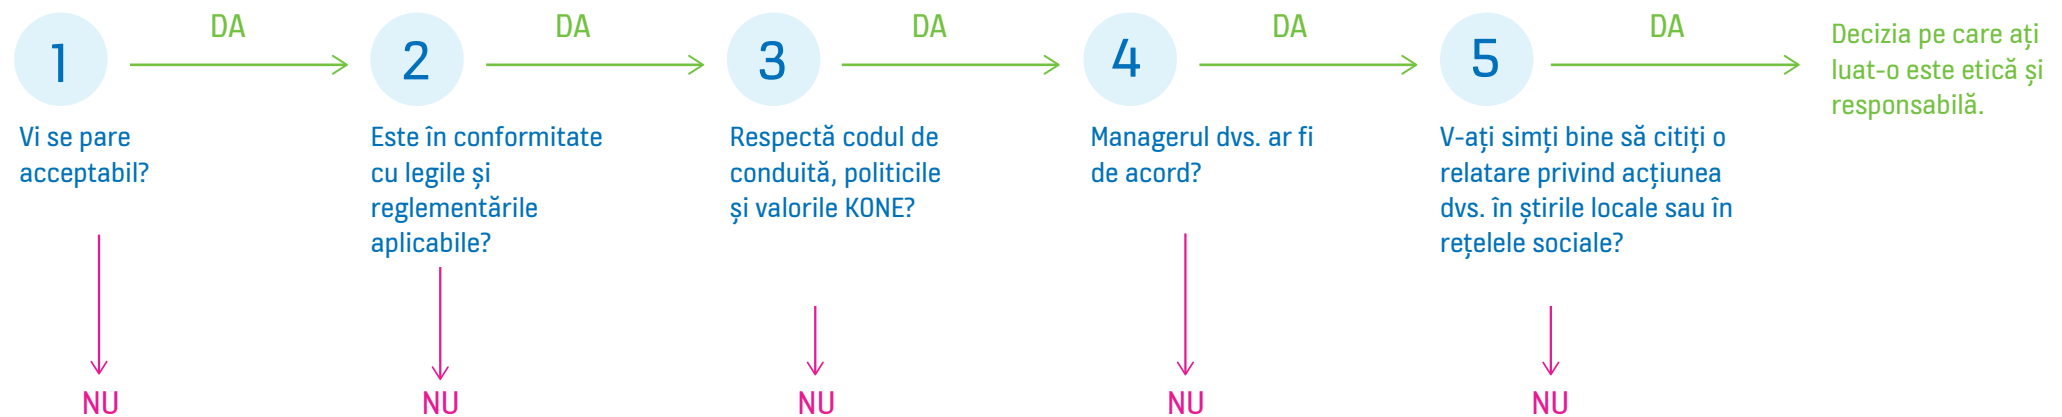 1
DA
2
DA
3
DA
4
DA
5
DA
Decizia pe care ați
luat-o este etică și
responsabilă.
Vi se pare
acceptabil?
Este în conformitate
cu legile și
reglementările
aplicabile?
Respectă codul de
conduită, politicile
și valorile KONE?
Managerul dvs. ar fi
de acord?
V-ați simți bine să citiți o
relatare privind acțiunea
dvs. în știrile locale sau în
rețelele sociale?
NU
NU
NU
NU
NU